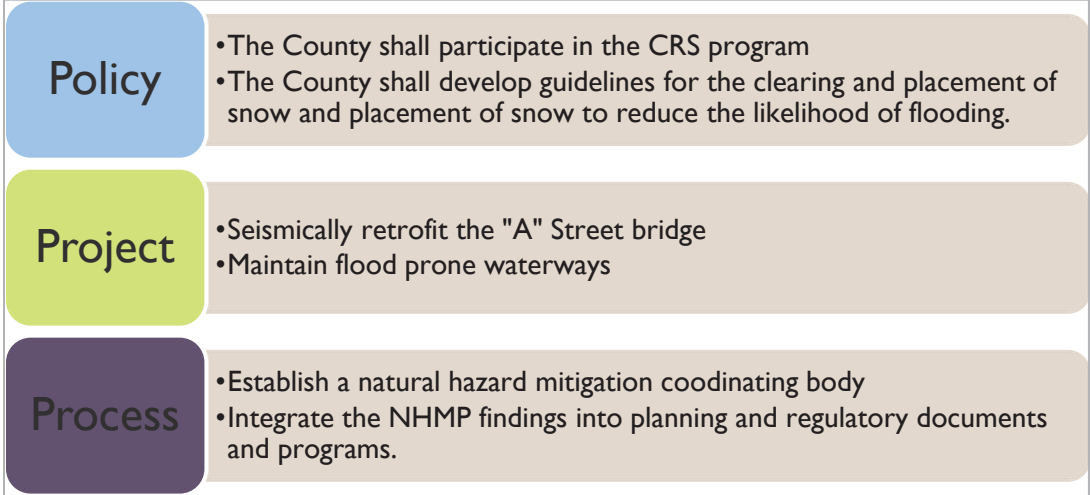 Policy
•The County shall participate in the CRS program
•The County shall develop guidelines for the clearing and placement of
snow and placement of snow to reduce the likelihood of flooding.
Project
•Seismically retrofit the "A" Street bridge
•Maintain flood prone waterways
Process
•Establish a natural hazard mitigation coodinating body
•Integrate the NHMP findings into planning and regulatory documents
and programs.